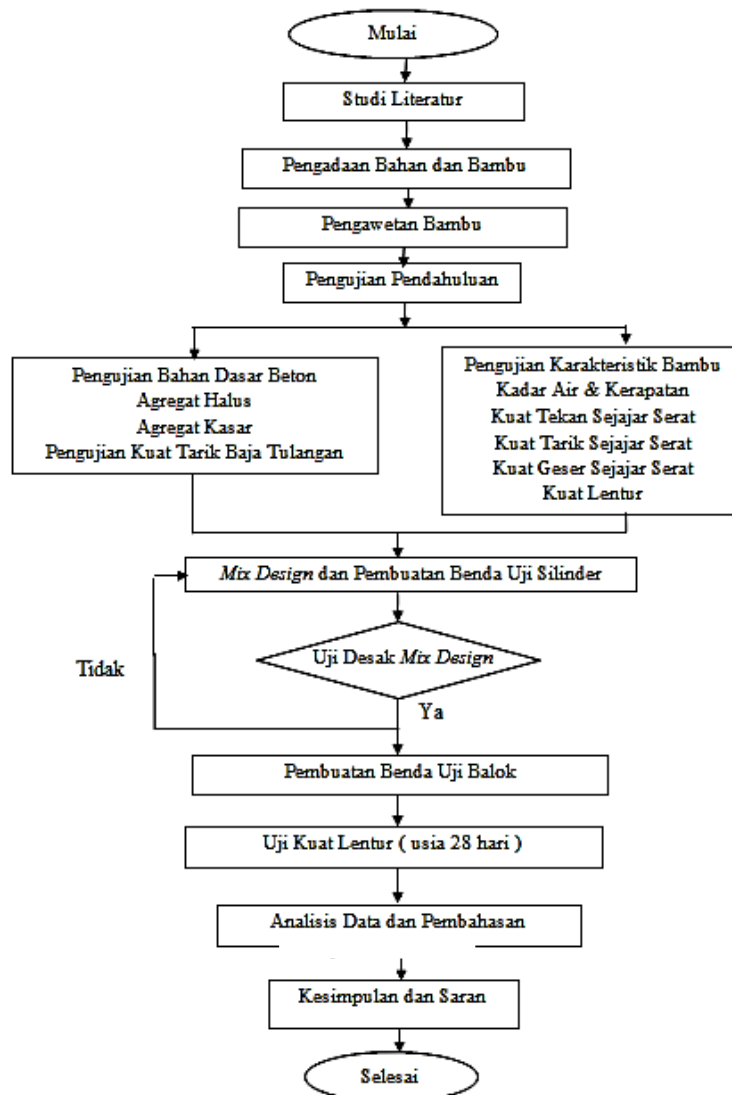 Mulai
Studi Literatur
Pengadaan Bahan dan Bambu
Pengawetan Bambu
Pengujian Pendahuluan
Pengujian Bahan Dasar Beton
Agregat Halus
Agregat Kasar
Pengujian Kuat Tarik Baja Tulangan
Pengujian Karakteristik Bambu
Kadar Air & Kerapatan
Kuat Tekan Sejajar Serat
Kuat Tarik Sejajar Serat
Kuat Geser Sejajar Serat
Kuat Lentur
Mix Design dan Pembuatan Benda Uji Silinder
Uji Desak Mix Design
Tidak
Ya
Pembuatan Benda Uji Balok
Uji Kuat Lentur ( usia 28 hari )
Analisis Data dan Pembahasan
Kesimpulan dan Saran
Selesai